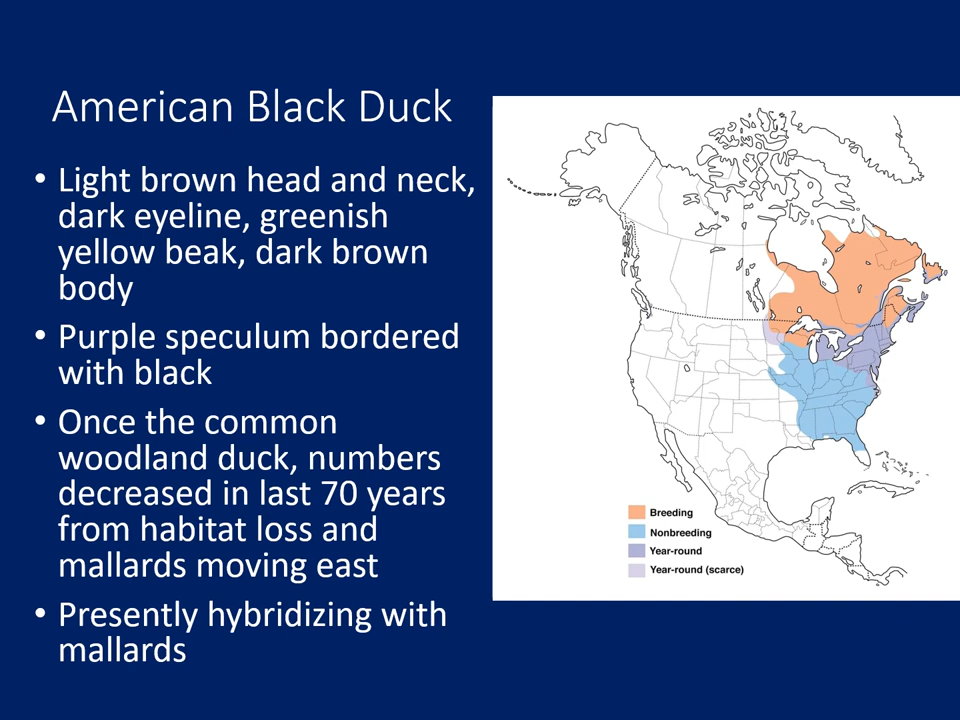 American Black Duck
• Light brown head and neck,
dark eyeline, greenish
yellow beak, dark brown
body
• Purple speculum bordered
with black
• Once the common
woodland duck, numbers
decreased in last 70 years
from habitat loss and
mallards moving east
• Presently hybridizing with
mallards
Breeding
Nonbreeding
Year-round
Year-round (scarce)